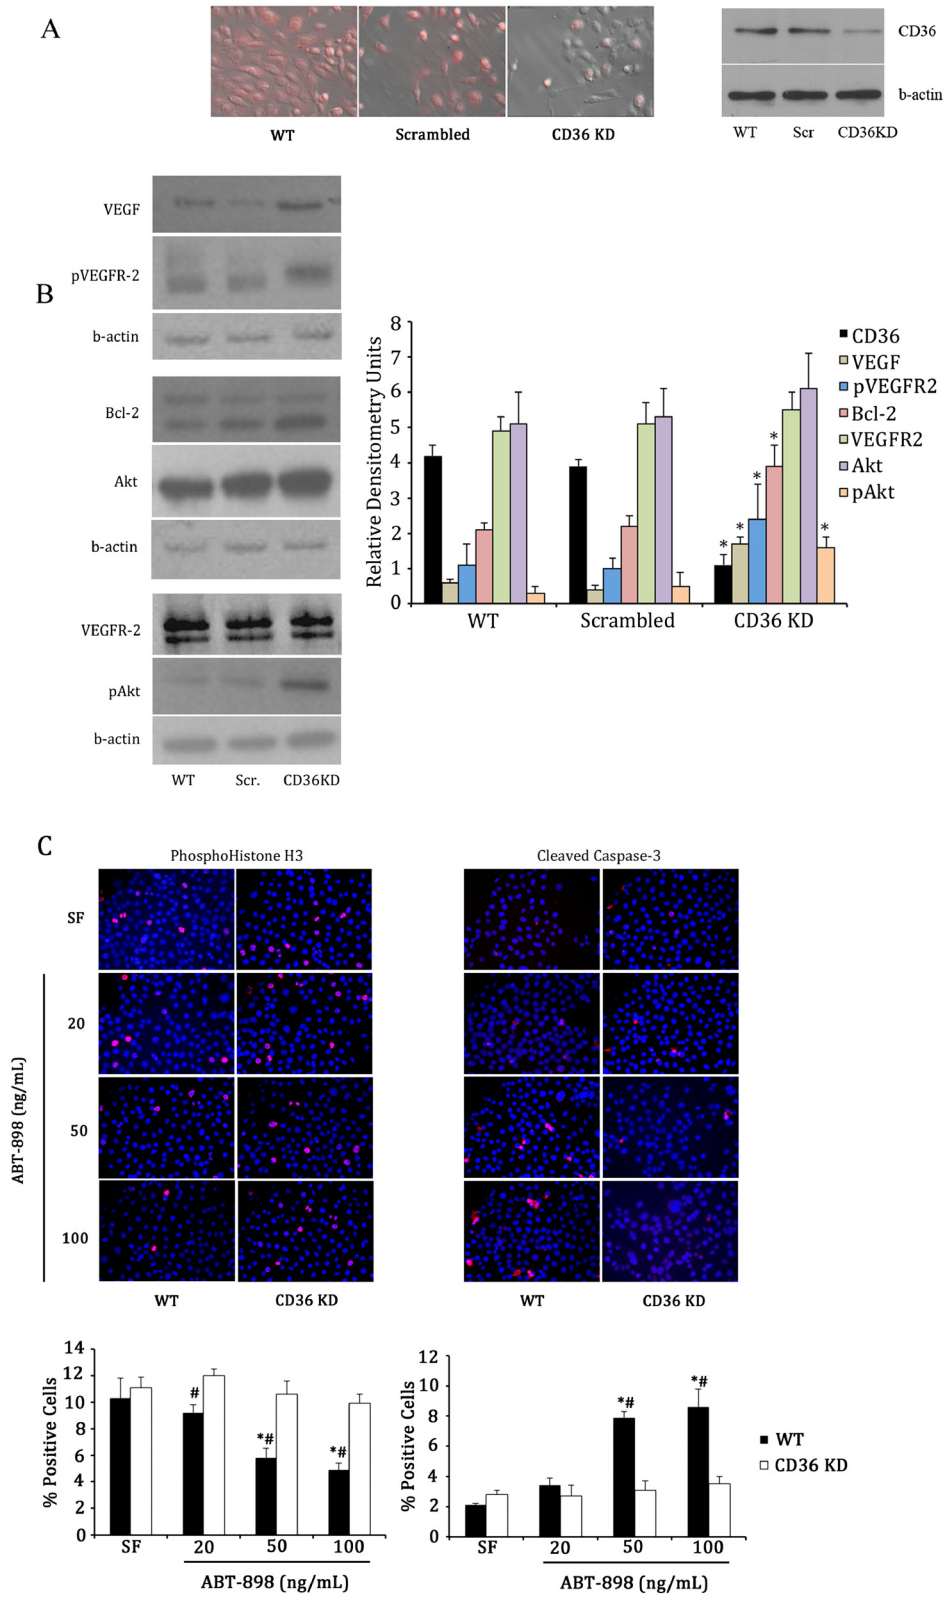 A
WT
Scrambled
CD36 KD
CD36
b-actin
WT
Scr
CD36KD
B
VEGF
pVEGFR-2
b-actin
Bcl-2
Akt
b-actin
VEGFR-2
pAkt
b-actin
WT
Scr.
CD36KD
Relative Densitometry Units
8
7
6
5
4
3
2
1
0
*
*
*
*
*
WT
Scrambled
CD36 KD
CD36
VEGF
pVEGFR2
Bcl-2
VEGFR2
Akt
pAkt
C
PhosphoHistone H3
Cleaved Caspase-3
SF
20
50
100
ABT-898 (ng/mL)
WT
CD36 KD
WT
CD36 KD
% Positive Cells
14
12
10
8
6
4
2
0
#
*#
*#
SF
20
50
100
ABT-898 (ng/mL)
% Positive Cells
12
10
8
6
4
2
0
*#
*#
SF
20
50
100
ABT-898 (ng/mL)
WT
CD36 KD